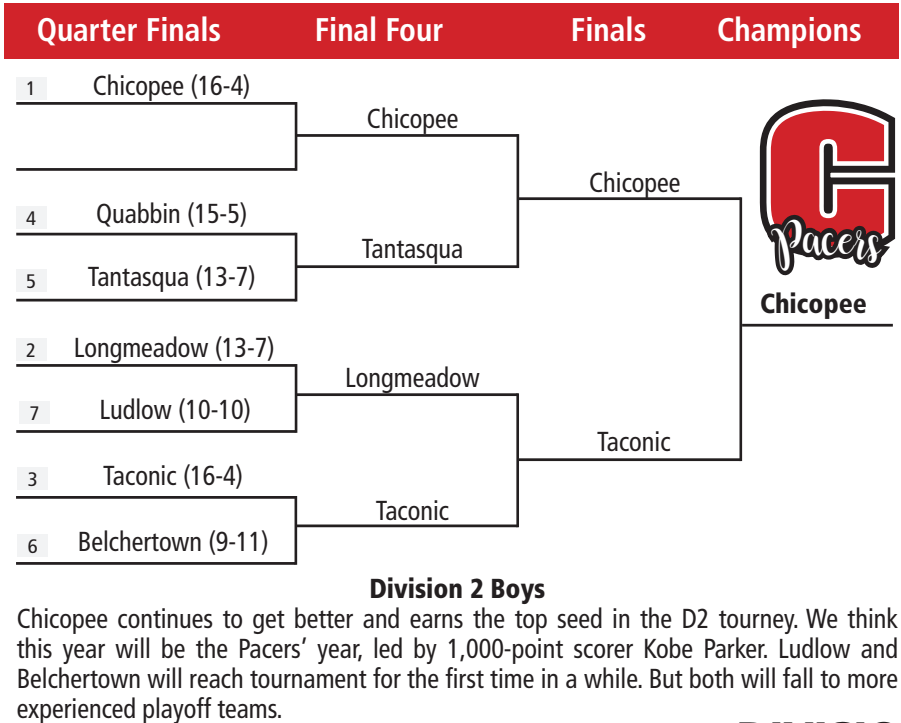 Quarter Finals Final Four Finals Champions
1 Chicopee (16-4)
Chicopee
4 Quabbin (15-5)
Tantasqua
5 Tantasqua (13-7)
Chicopee
Pacers
Chicopee
2 Longmeadow (13-7)
Longmeadow
7 Ludlow (10-10)
Taconic
3 Taconic (16-4)
Taconic
6 Belchertown (9-11)
Division 2 Boys
Chicopee continues to get better and earns the top seed in the D2 tourney. We think
this year will be the Pacers’ year, led by 1,000-point scorer Kobe Parker. Ludlow and
Belchertown will reach tournament for the first time in a while. But both will fall to more
experienced playoff teams.